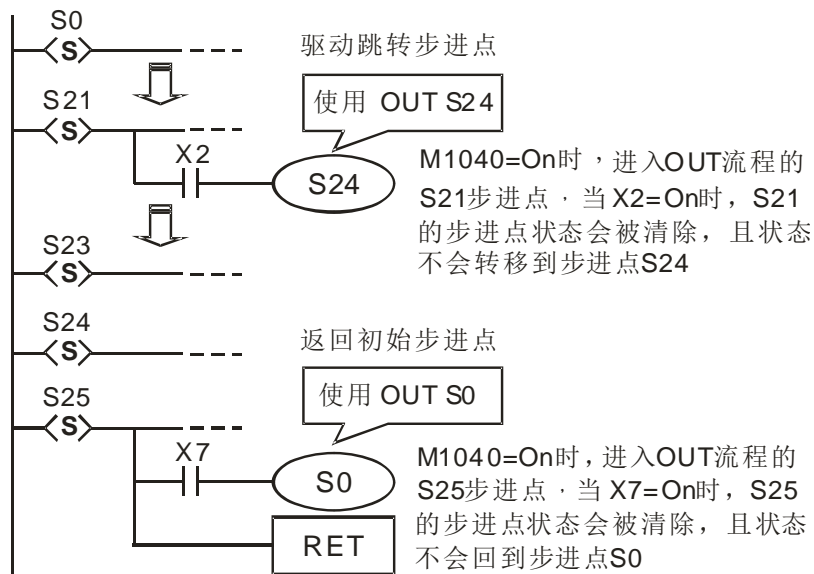 S0
S
驱动跳转步进点
S21
S
使用 OUT S24
X2
S24
M1040=On时，进入OUT流程的
S21步进点，当X2=On时，S21
的步进点状态会被清除，且状态
不会转移到步进点S24
S23
S
S24
S
返回初始步进点
S25
S
使用 OUT S0
X7
S0
M1040=On时，进入OUT流程的
S25步进点，当X7=On时，S25
的步进点状态会被清除，且状态
不会回到步进点S0
RET